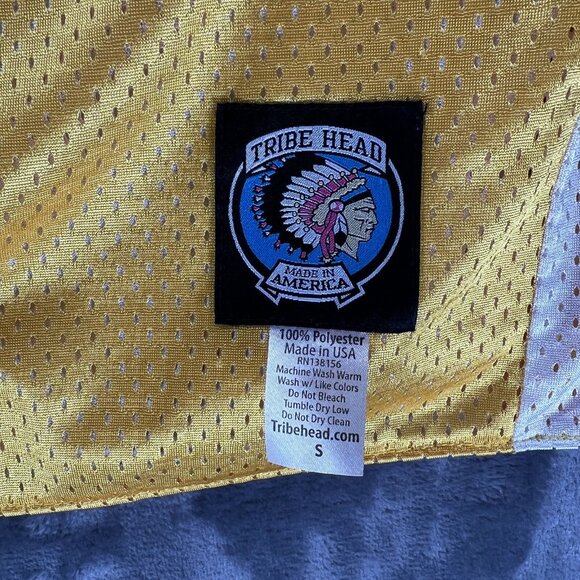 TRIBE HEAD
MADE IN
AMERICA
100% Polyester
Made in USA
RN138156
Machine Wash Warm
Wash w/ Like Colors
Do Not Bleach
Tumble Dry Low
Do Not Dry Clean
Tribehead.com
S